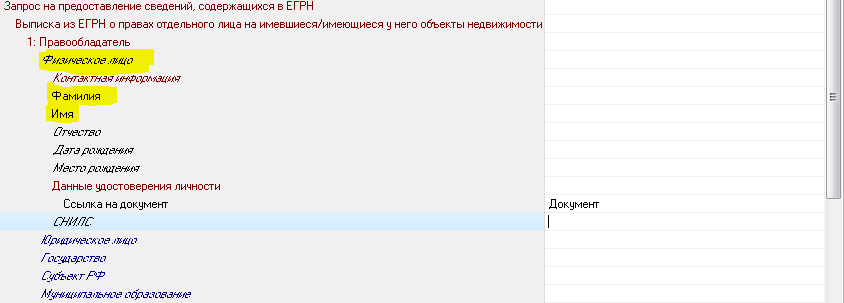 Запрос на предоставление сведений, содержащихся в ЕГРН
Выписка из ЕГРН о правах отдельного лица на имевшиеся/имеющиеся у него объекты недвижимости
1: Правообладатель
Физическое лицо
Контактная информация
Фамилия
Имя
Отчество
Дата рождения
Место рождения
Данные удостоверения личности
Ссылка на документ Документ
СНИЛС
Юридическое лицо
Государство
Субъект РФ
Муниципальное образование